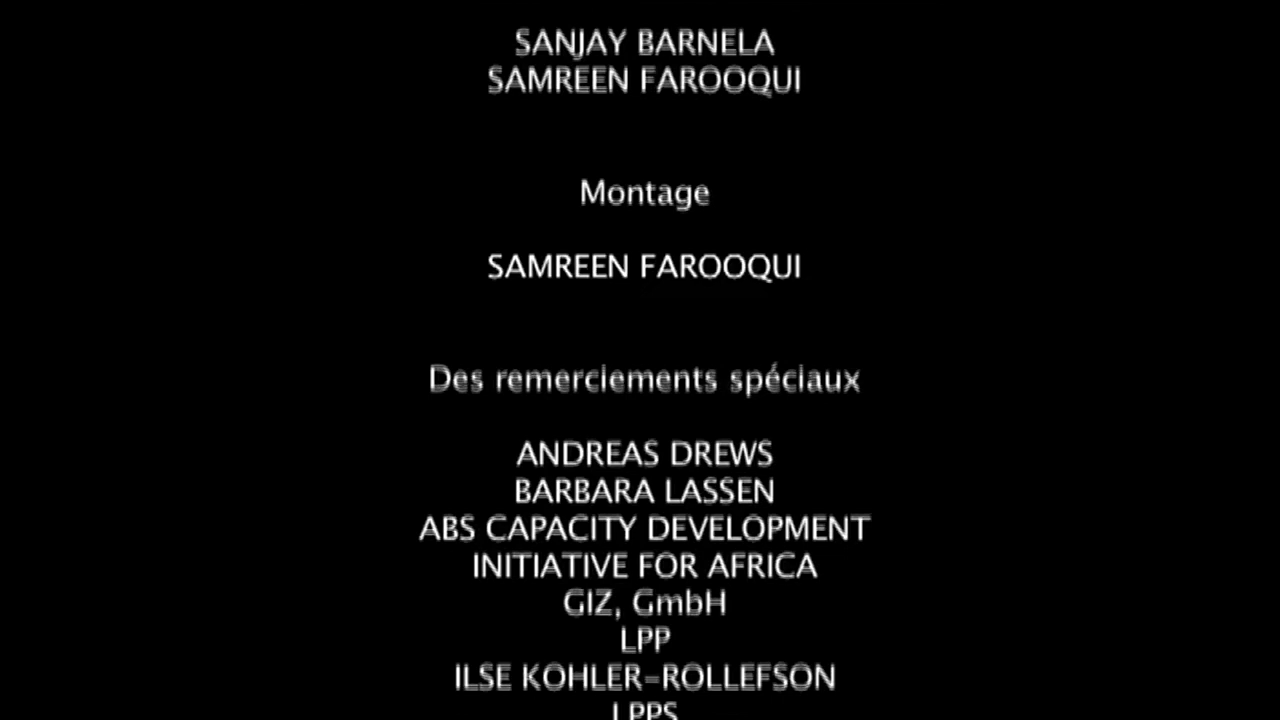 SANJAY BARNELA
SAMREEN FAROOQUI
Montage
SAMREEN FAROOQUI
Des remerciements spéciaux
ANDREAS DREWS
BARBARA LASSEN
ABS CAPACITY DEVELOPMENT
INITIATIVE FOR AFRICA
GIZ, GmbH
LPP
ILSE KOHLER-ROLLEFSON
LPPS